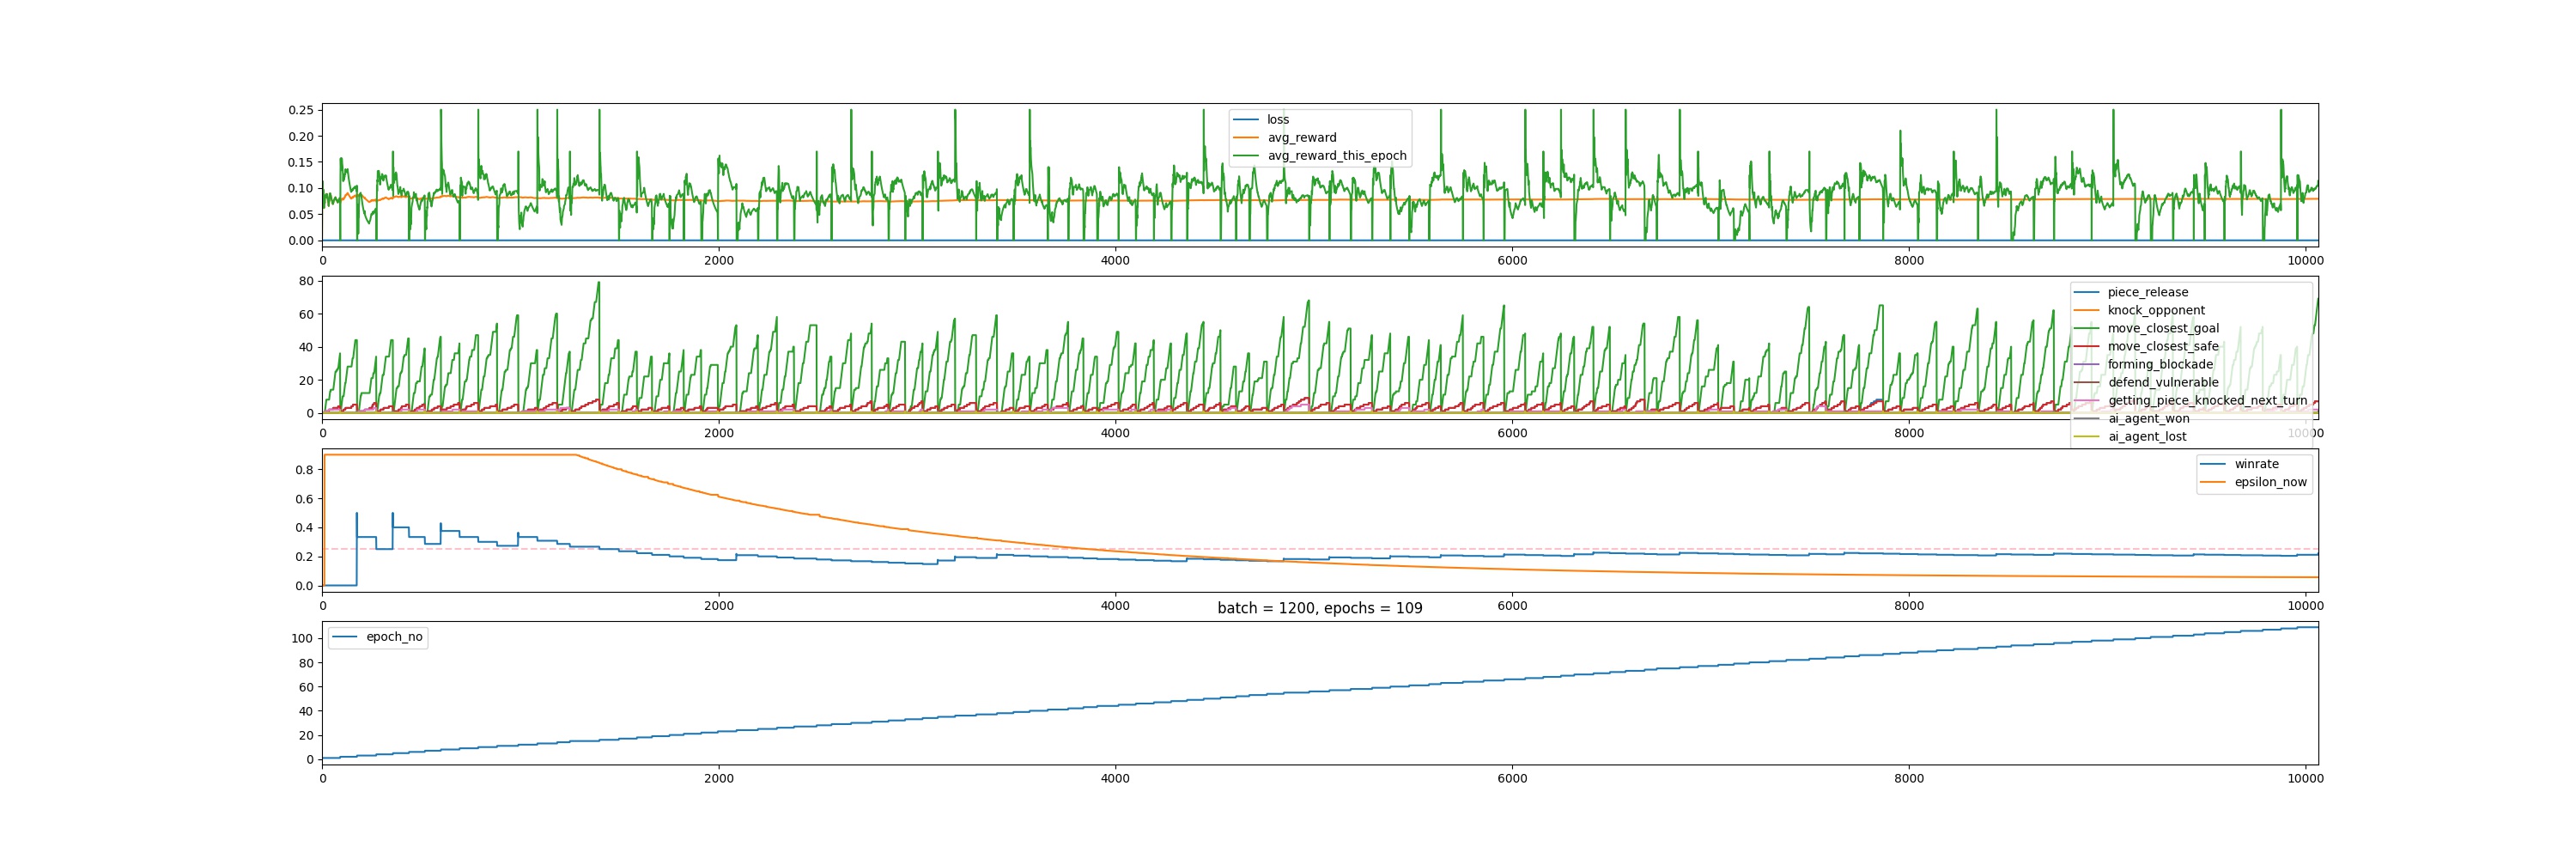 0.25
0.20
0.15
0.10
0.05
0.00
loss
avg_reward
avg_reward_this_epoch
0 2000 4000 6000 8000 10000
80
60
40
20
0
piece_release
knock_opponent
move_closest_goal
move_closest_safe
forming_blockade
defend_vulnerable
getting_piece_knocked_next_turn
ai_agent_won
ai_agent_lost
0 2000 4000 6000 8000 10000
0.8
0.6
0.4
0.2
0.0
winrate
epsilon_now
0 2000 4000 6000 8000 10000
batch = 1200, epochs = 109
100
80
60
40
20
0
epoch_no
0 2000 4000 6000 8000 10000